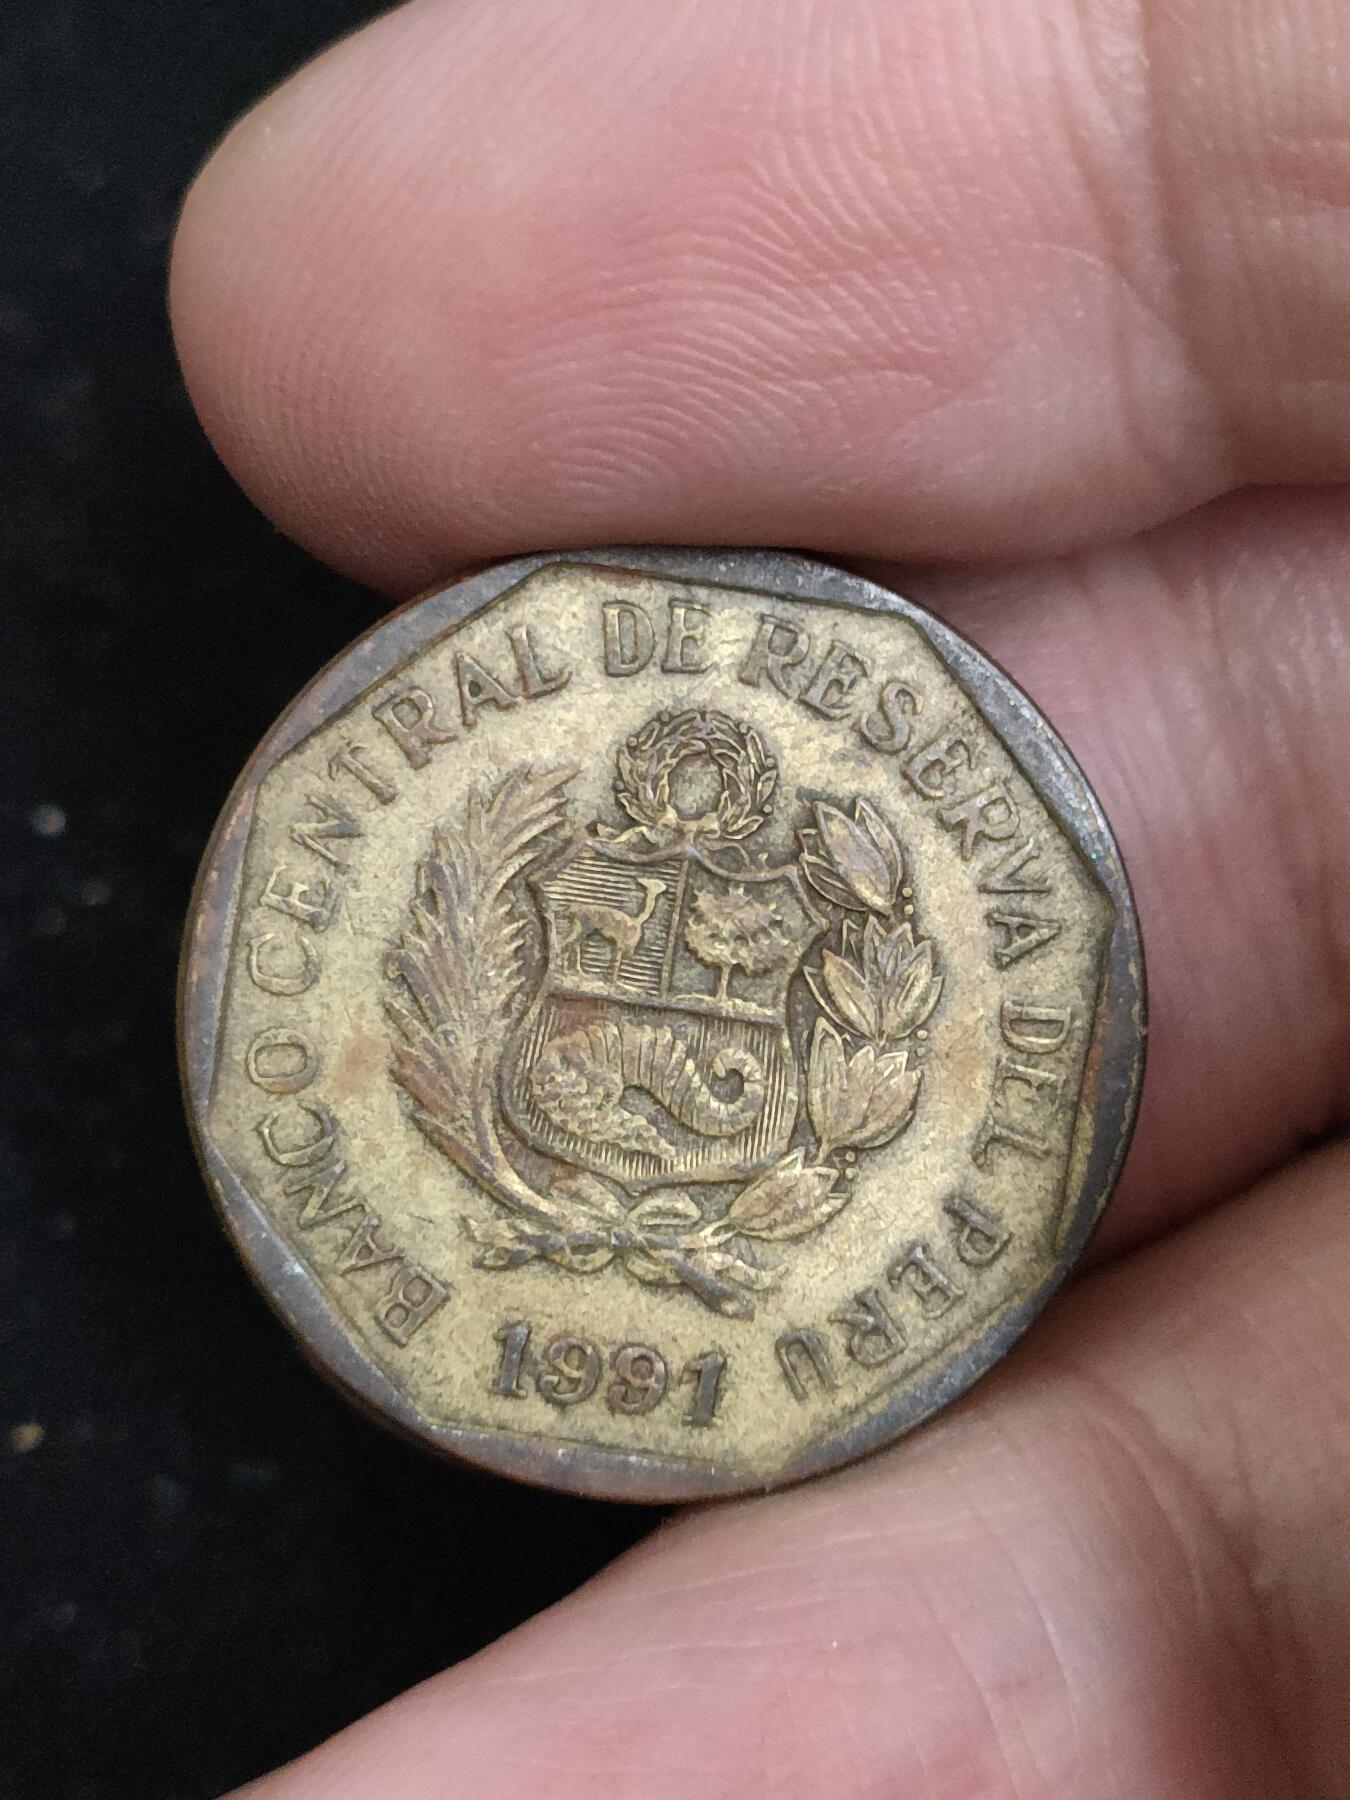 BANCO CENTRAL DE RESERVA DEL PERU
1991